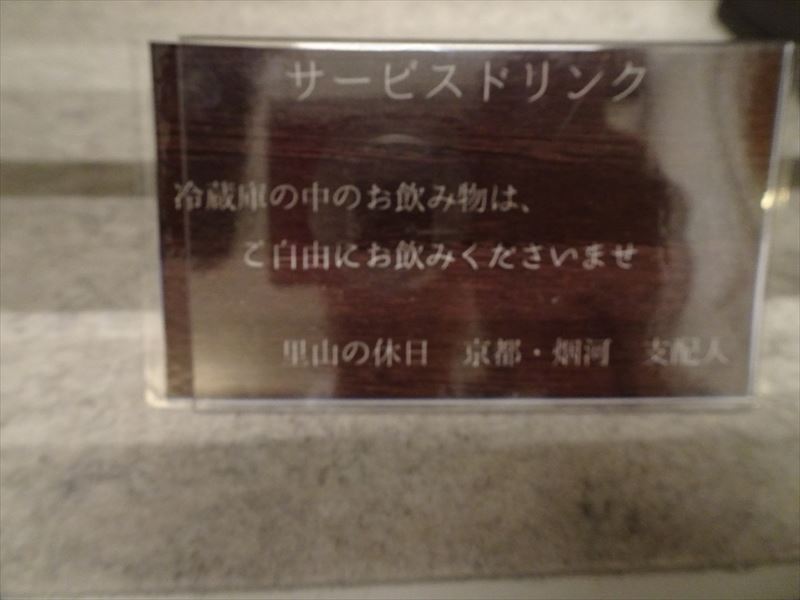 サービスドリンク
冷蔵庫の中のお飲み物は、
ご自由にお飲みくださいませ
里山の休日　京都・烟河　支配人